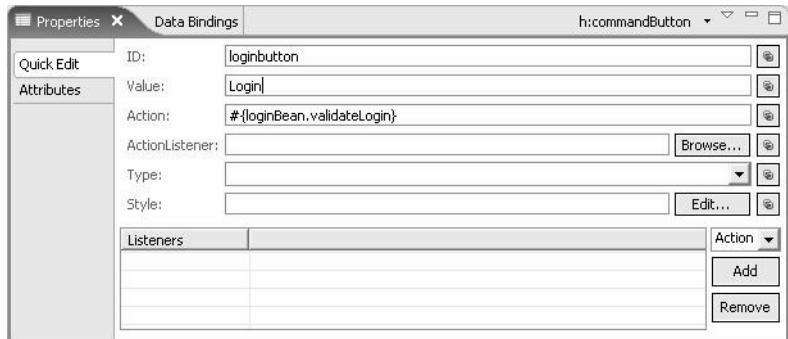 Properties Data Bindings h:commandButton
Quick Edit
Attributes
ID: loginbutton
Value: Login
Action: #{loginBean.validateLogin}
ActionListener: Browse...
Type:
Style: Edit...
Listeners Action
Add
Remove